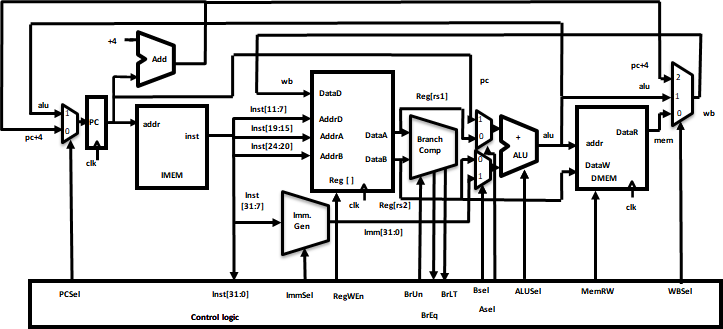 +4
Add
pc+4
alu
wb
pc
Reg[rs1]
2
1
0
wb
alu
pc+4
1
0
PC
clk
addr
inst
IMEM
Inst[11:7]
Inst[19:15]
Inst[24:20]
Inst
[31:7]
DataD
AddrD
AddrA
AddrB
DataA
DataB
Reg [ ]
clk
Imm.
Gen
Imm[31:0]
Reg[rs2]
Branch
Comp
1
0
0
1
+
ALU
alu
addr
DataR
DataW
DMEM
clk
mem
PCSel
Inst[31:0]
ImmSel
RegWEn
BrUn
BrEq
BrLT
Bsel
Asel
ALUSel
MemRW
WBSel
Control logic